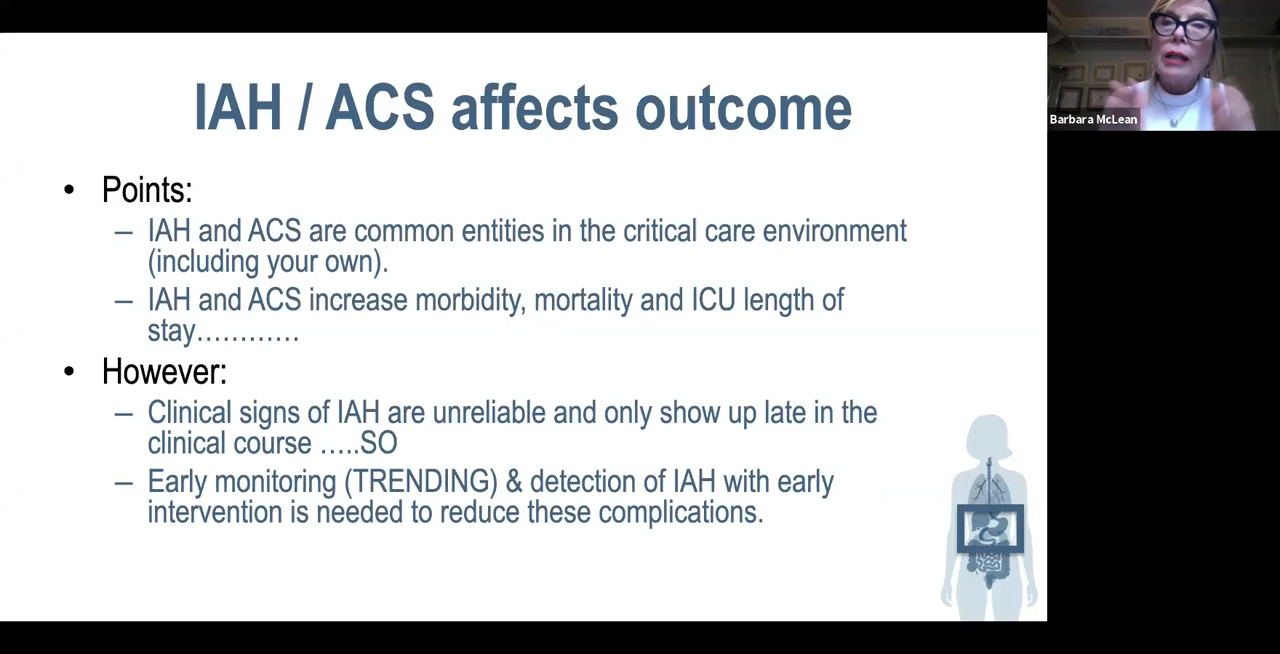 IAH / ACS affects outcome
• Points:
– IAH and ACS are common entities in the critical care environment
(including your own).
– IAH and ACS increase morbidity, mortality and ICU length of
stay…………
• However:
– Clinical signs of IAH are unreliable and only show up late in the
clinical course …..SO
– Early monitoring (TRENDING) & detection of IAH with early
intervention is needed to reduce these complications.
Barbara McLean